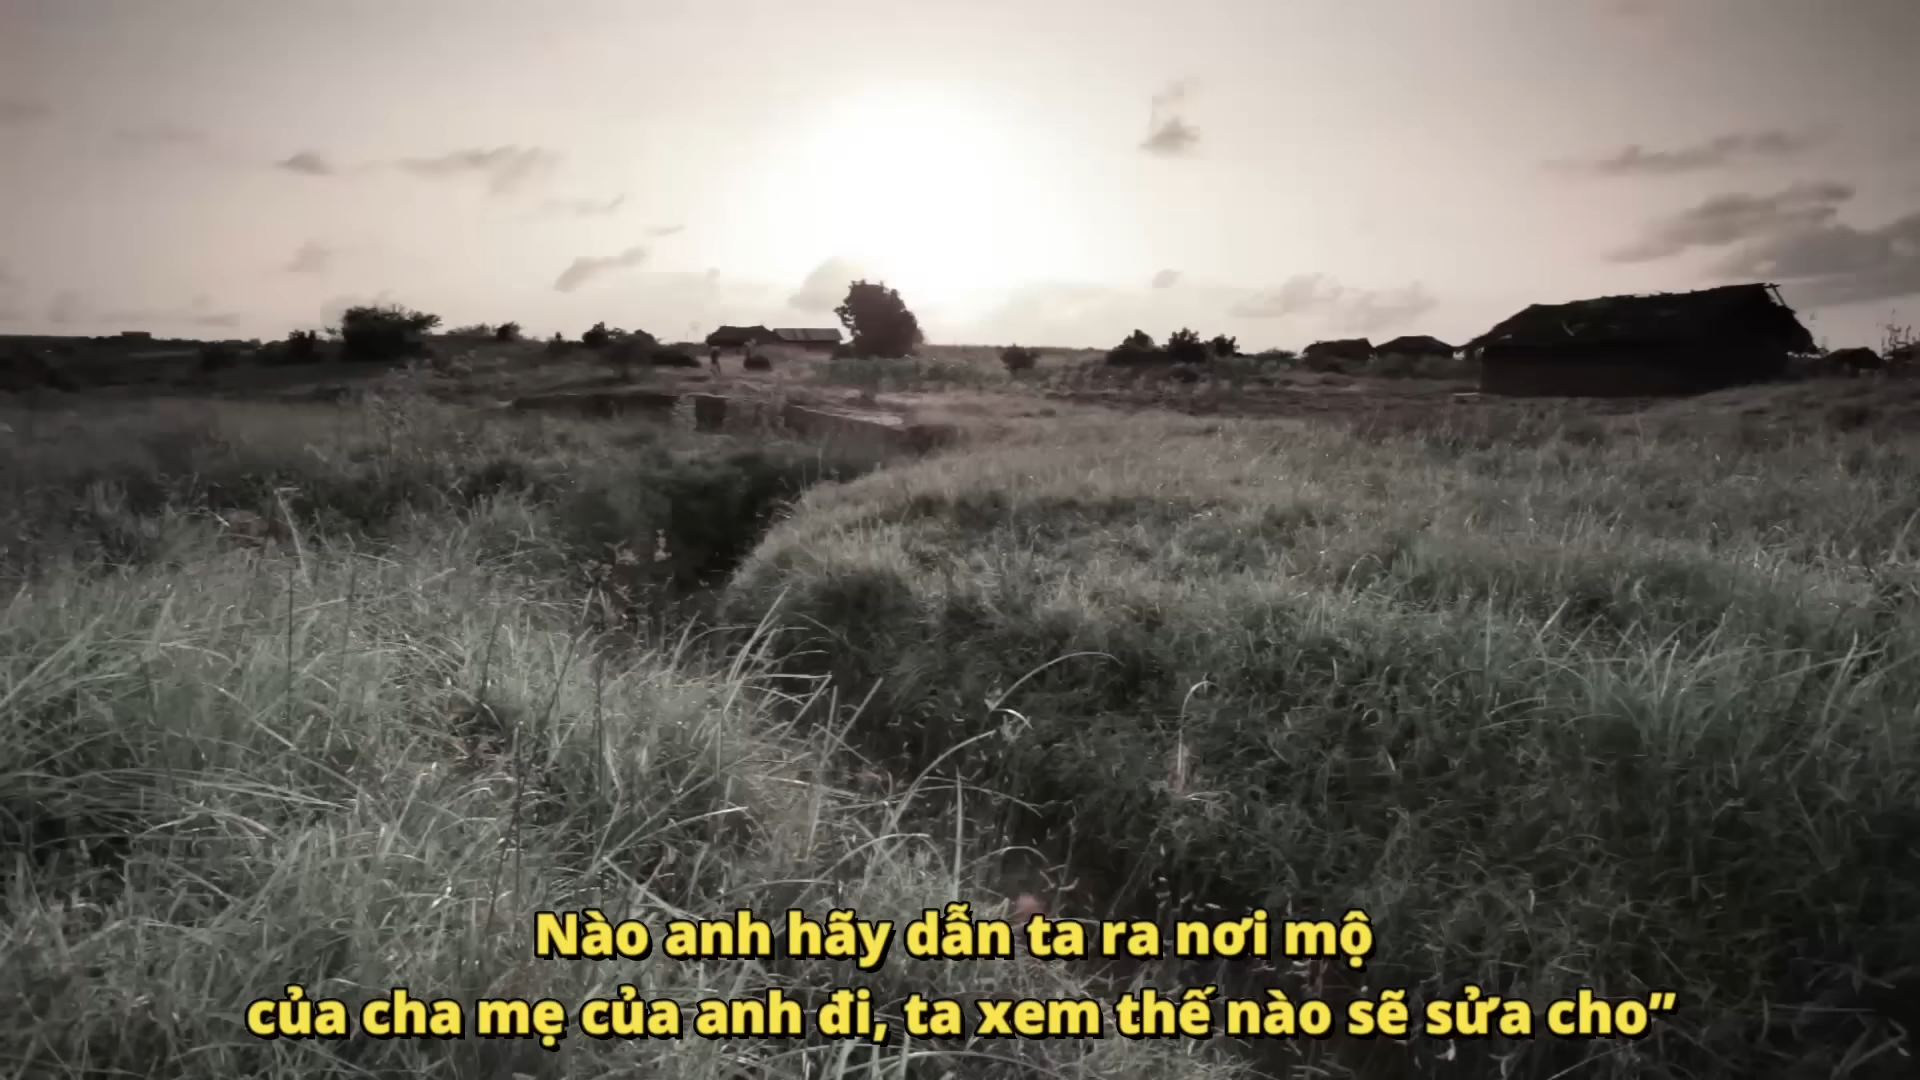 Nào anh hãy dẫn ta ra nơi mộ
của cha mẹ của anh đi, ta xem thế nào sẽ sửa cho”